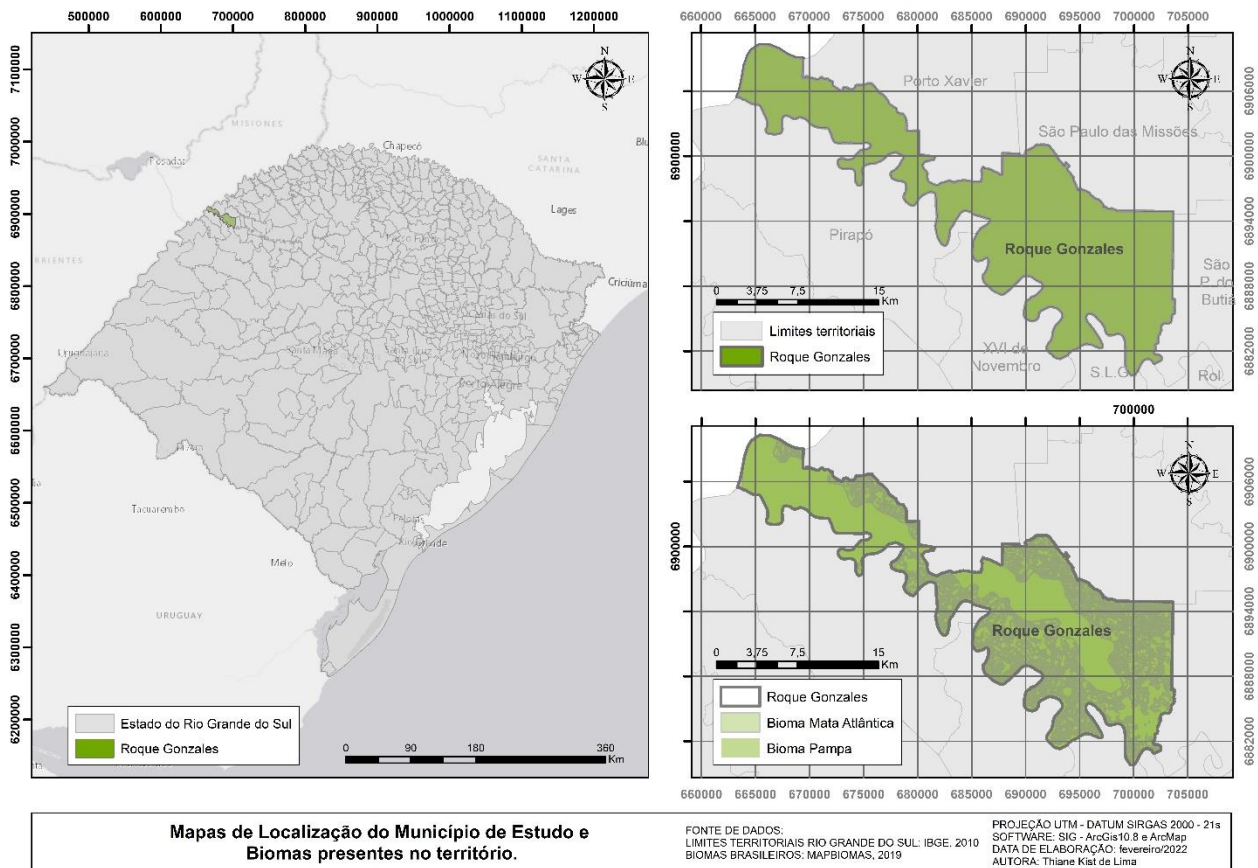 500000 600000 700000 800000 900000 1000000 1100000 1200000
7100000
7000000
6900000
6800000
6700000
6600000
6500000
6400000
6300000
6200000
N
W E
S
MISIONES
Posadas
Chapecó
SANTA
CATARINA
Lages
Criciúma
Uruguaiana
Santa Maria
Porto Alegre
Tacuarembo
Pelotas
Rio Grande
Melo
URUGUAY
Estado do Rio Grande do Sul
Roque Gonzales
0 90 180 360
Km
660000 665000 670000 675000 680000 685000 690000 695000 700000 705000
6900000
6906000
6900000
6894000
6888000
6882000
N
W E
S
Porto Xavier
São Paulo das Missões
Pirapó
Roque Gonzales
São
P. do
Butiá
XVI de
Novembro
S.L.G
Rol.
0 3,75 7,5 15
Km
Limites territoriais
Roque Gonzales
700000
6900000
6906000
6900000
6894000
6888000
6882000
N
W E
S
Roque Gonzales
0 3,75 7,5 15
Km
Roque Gonzales
Bioma Mata Atlântica
Bioma Pampa
660000 665000 670000 675000 680000 685000 690000 695000 700000 705000
Mapas de Localização do Município de Estudo e
Biomas presentes no território.
FONTE DE DADOS:
LIMITES TERRITORIAIS RIO GRANDE DO SUL: IBGE, 2010
BIOMAS BRASILEIROS: MAPBIOMAS, 2019
PROJEÇÃO UTM - DATUM SIRGAS 2000 - 21s
SOFTWARE: SIG - ArcGis10.8 e ArcMap
DATA DE ELABORAÇÃO: fevereiro/2022
AUTORA: Thiane Kist de Lima